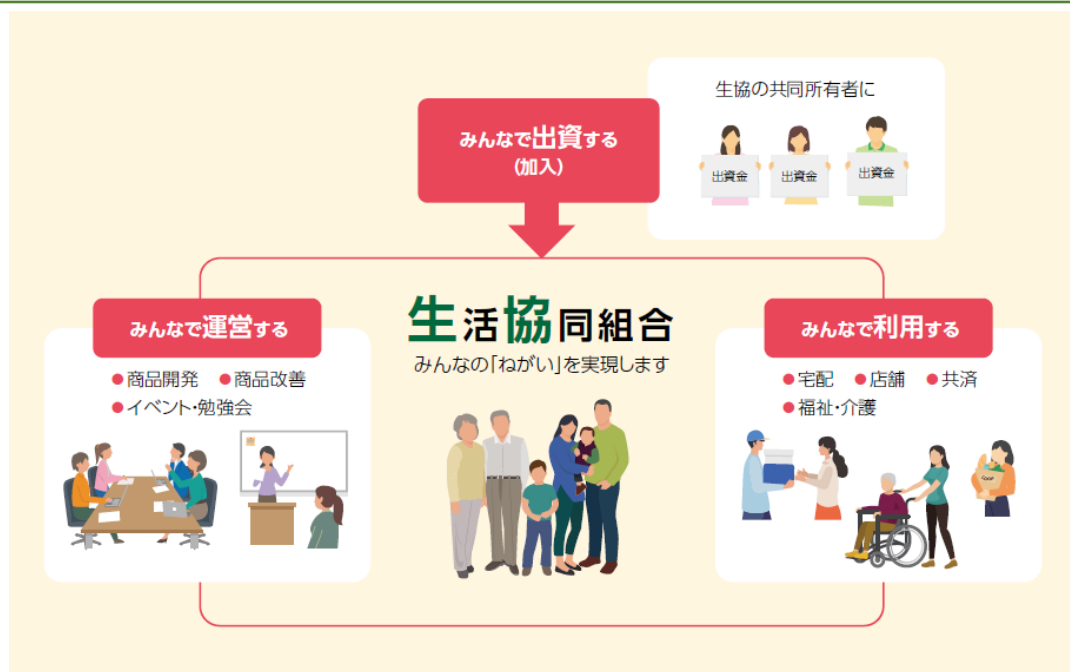 生協の共同所有者に
みんなで出資する
(加入)
出資金
出資金
出資金
生活協同組合
みんなの「ねがい」を実現します
みんなで運営する
●商品開発 ●商品改善
●イベント・勉強会
みんなで利用する
●宅配 ●店舗 ●共済
●福祉・介護
coop